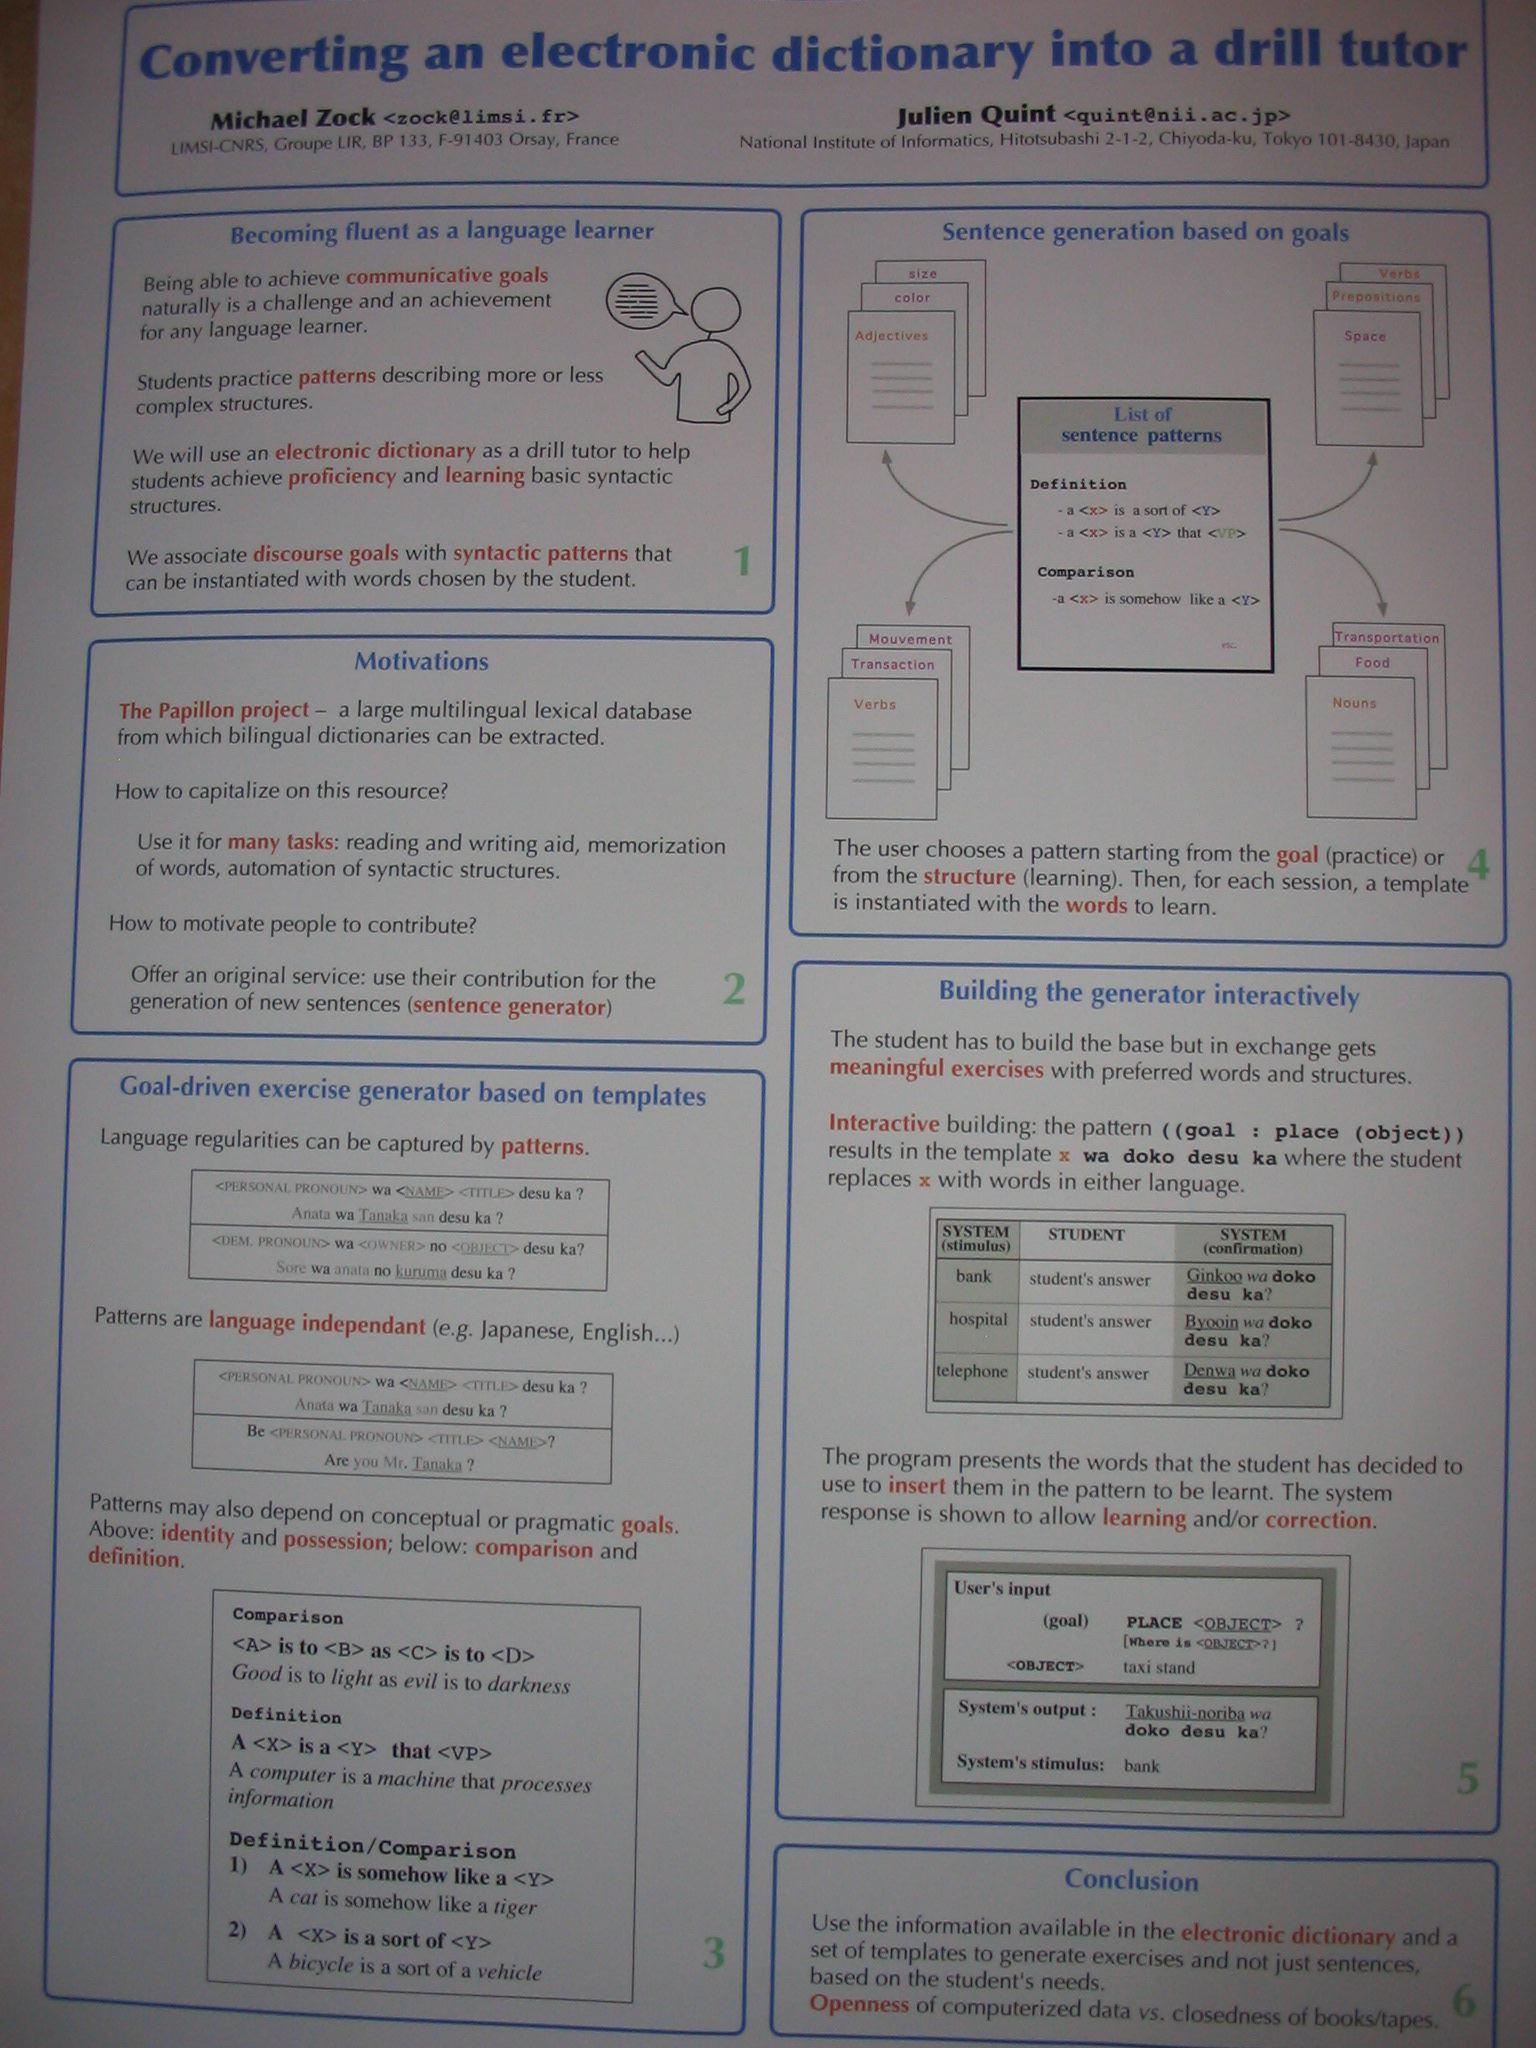 Converting an electronic dictionary into a drill tutor
Michael Zock <zock@limsi.fr>
LIMSI-CNRS, Groupe LIR, BP 133, F-91403 Orsay, France
Julien Quint <quint@nii.ac.jp>
National Institute of Informatics, Hitotsubashi 2-1-2, Chiyoda-ku, Tokyo 101-8430, Japan
Becoming fluent as a language learner
Being able to achieve communicative goals
naturally is a challenge and an achievement
for any language learner.
Students practice patterns describing more or less
complex structures.
We will use an electronic dictionary as a drill tutor to help
students achieve proficiency and learning basic syntactic
structures.
We associate discourse goals with syntactic patterns that
can be instantiated with words chosen by the student.
1
Motivations
The Papillon project – a large multilingual lexical database
from which bilingual dictionaries can be extracted.
How to capitalize on this resource?
Use it for many tasks: reading and writing aid, memorization
of words, automation of syntactic structures.
How to motivate people to contribute?
Offer an original service: use their contribution for the
generation of new sentences (sentence generator)
2
Goal-driven exercise generator based on templates
Language regularities can be captured by patterns.
<PERSONAL PRONOUN> wa <NAME> <TITLE> desu ka ?
Anata wa Tanaka san desu ka ?
<DEM. PRONOUN> wa <OWNER> no <OBJECT> desu ka?
Sore wa anata no kuruma desu ka ?
Patterns are language independant (e.g. Japanese, English...)
<PERSONAL PRONOUN> wa <NAME> <TITLE> desu ka ?
Anata wa Tanaka san desu ka ?
Be <PERSONAL PRONOUN> <TITLE> <NAME>?
Are you Mr. Tanaka ?
Patterns may also depend on conceptual or pragmatic goals.
Above: identity and possession; below: comparison and
definition.
Comparison
<A> is to <B> as <C> is to <D>
Good is to light as evil is to darkness
Definition
A <X> is a <Y> that <VP>
A computer is a machine that processes
information
Definition/Comparison
1) A <X> is somehow like a <Y>
A cat is somehow like a tiger
2) A <X> is a sort of <Y>
A bicycle is a sort of a vehicle
3
Sentence generation based on goals
size
color
Adjectives
Verbs
Prepositions
Space
List of
sentence patterns
Definition
- a <x> is a sort of <Y>
- a <x> is a <Y> that <VP>
Comparison
-a <x> is somehow like a <Y>
etc.
Mouvement
Transaction
Verbs
Transportation
Food
Nouns
The user chooses a pattern starting from the goal (practice) or
from the structure (learning). Then, for each session, a template
is instantiated with the words to learn.
4
Building the generator interactively
The student has to build the base but in exchange gets
meaningful exercises with preferred words and structures.
Interactive building: the pattern ((goal : place (object))
results in the template x wa doko desu ka where the student
replaces x with words in either language.
SYSTEM STUDENT SYSTEM
(stimulus) (confirmation)
bank student's answer Ginkoo wa doko
desu ka?
hospital student's answer Byooin wa doko
desu ka?
telephone student's answer Denwa wa doko
desu ka?
The program presents the words that the student has decided to
use to insert them in the pattern to be learnt. The system
response is shown to allow learning and/or correction.
User's input
(goal) PLACE <OBJECT> ?
[Where is <OBJECT>?]
<OBJECT> taxi stand
System's output : Takushii-noriba wa
doko desu ka?
System's stimulus: bank
5
Conclusion
Use the information available in the electronic dictionary and a
set of templates to generate exercises and not just sentences,
based on the student's needs.
Openness of computerized data vs. closedness of books/tapes.
6